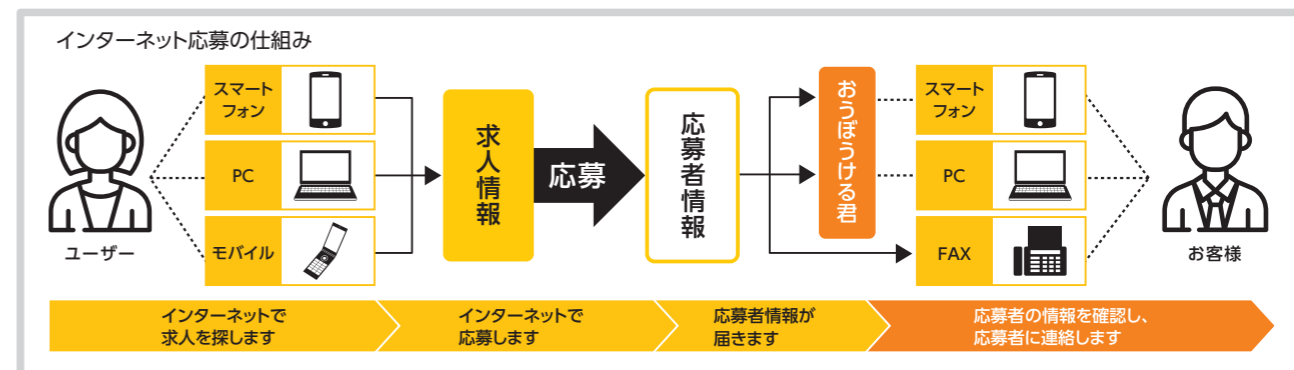 インターネット応募の仕組み
スマート
フォン
PC
モバイル
ユーザー
求人情報
応募
応募者情報
おうぼうける君
スマート
フォン
PC
FAX
お客様
インターネットで
求人を探します
インターネットで
応募します
応募者情報が
届きます
応募者の情報を確認し、
応募者に連絡します